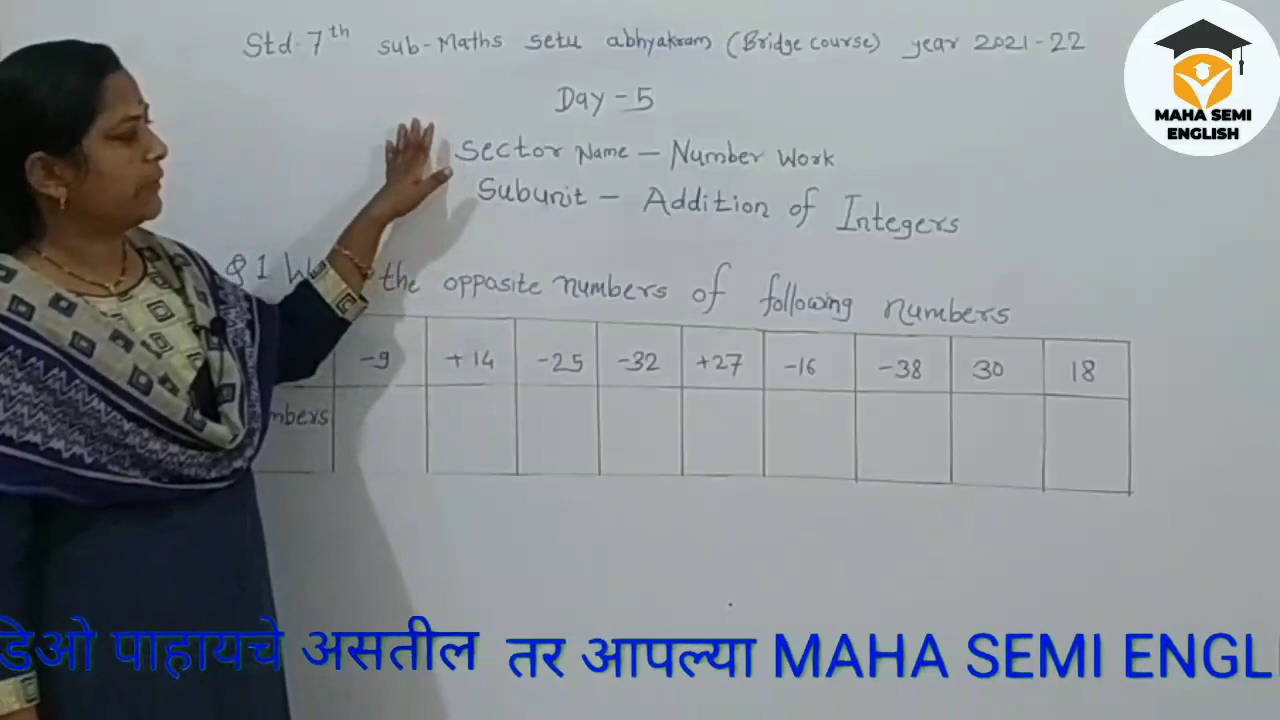 Std. 7th sub-Maths setu abhyakram (Bridge course) year 2021-22
MAHA SEMI
ENGLISH
Day - 5
Sector Name - Number Work
Subunit - Addition of Integers
Q 1 the opposite numbers of following numbers
-9 +14 -25 -32 +27 -16 -38 30 18
डिओ पाहायचे असतील तर आपल्या MAHA SEMI ENGL